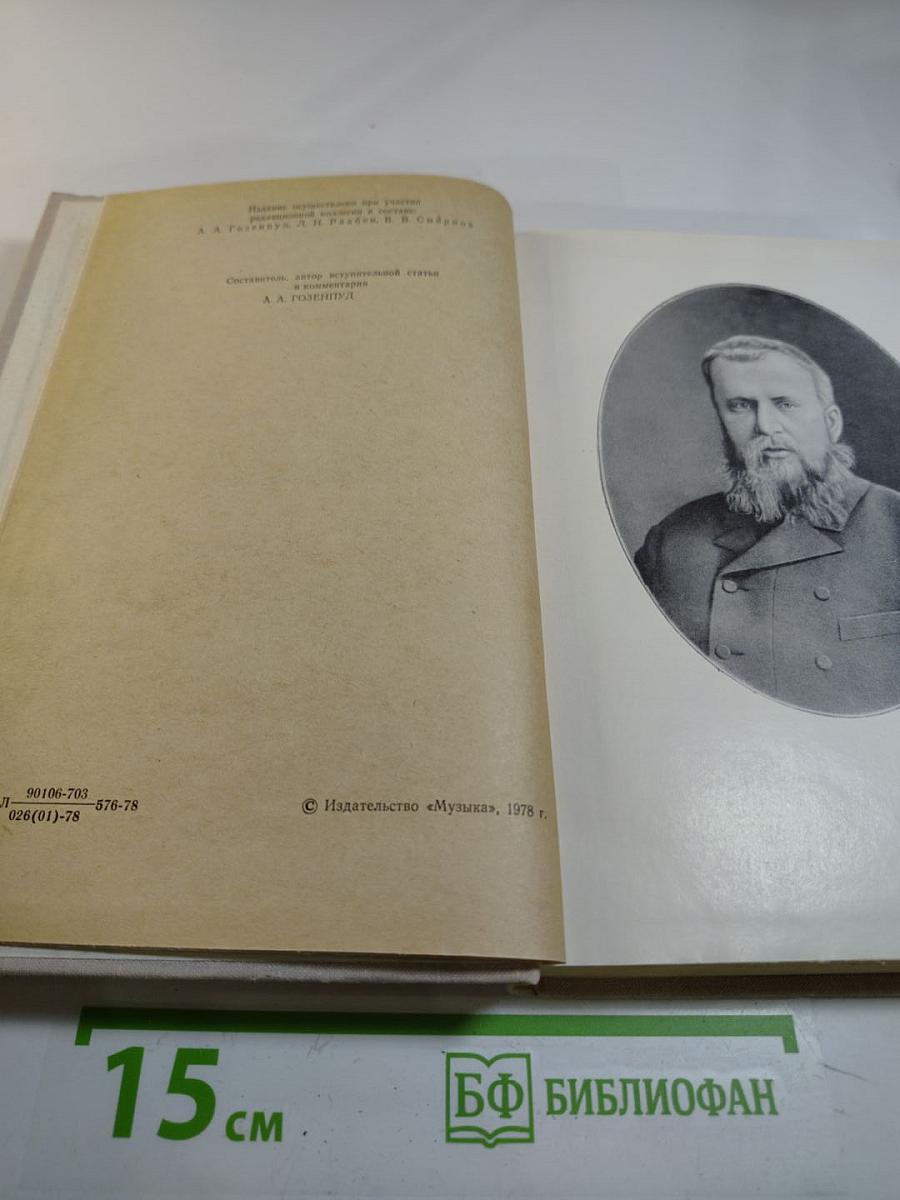 Издание осуществлено при участии
редакционной коллегии в составе:
А. А. Гозенпуд, Л. Н. Раабен, В. В. Смирнов
Составитель, автор вступительной статьи
и комментария
А. А. ГОЗЕНПУД
90106-703
Л 576-78
026(01)-78
© Издательство «Музыка», 1978 г.
15 см
БФ БИБЛИОФАН